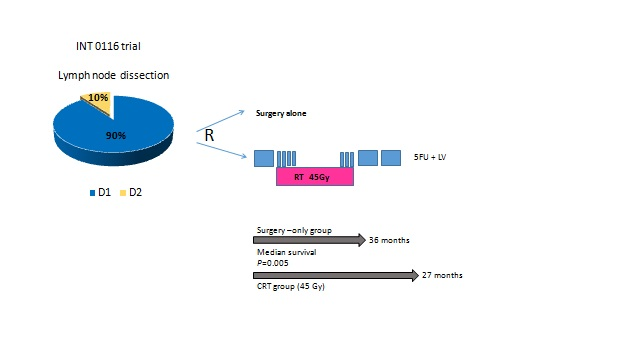 INT 0116 trial
Lymph node dissection
10%
90%
D1 D2
R
Surgery alone
5FU + LV
RT 45Gy
Surgery –only group
36 months
Median survival
P=0.005
27 months
CRT group (45 Gy)